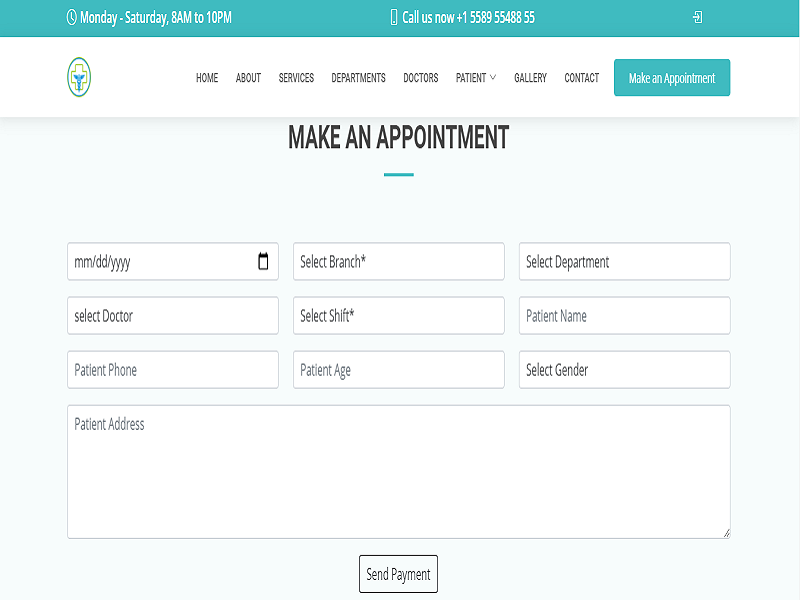 Monday - Saturday, 8AM to 10PM Call us now +1 5589 55488 55
HOME ABOUT SERVICES DEPARTMENTS DOCTORS PATIENT GALLERY CONTACT Make an Appointment
MAKE AN APPOINTMENT
mm/dd/yyyy Select Branch* Select Department
select Doctor Select Shift* Patient Name
Patient Phone Patient Age Select Gender
Patient Address
Send Payment